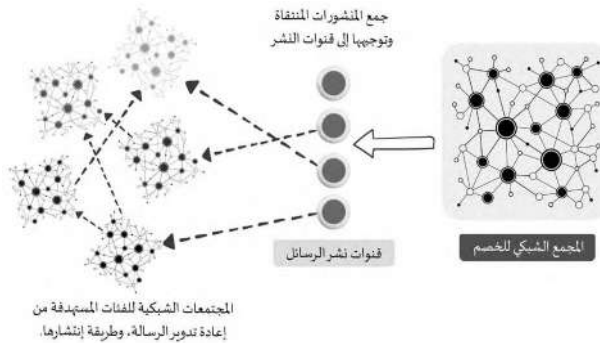 جمع المنشورات المنتقاة
وتوجيهها إلى قنوات النشر
المجمع الشبكي للخصم
قنوات نشر الرسائل
المجتمعات الشبكية للفئات المستهدفة من
إعادة تدوير الرسالة، وطريقة إنتشارها.